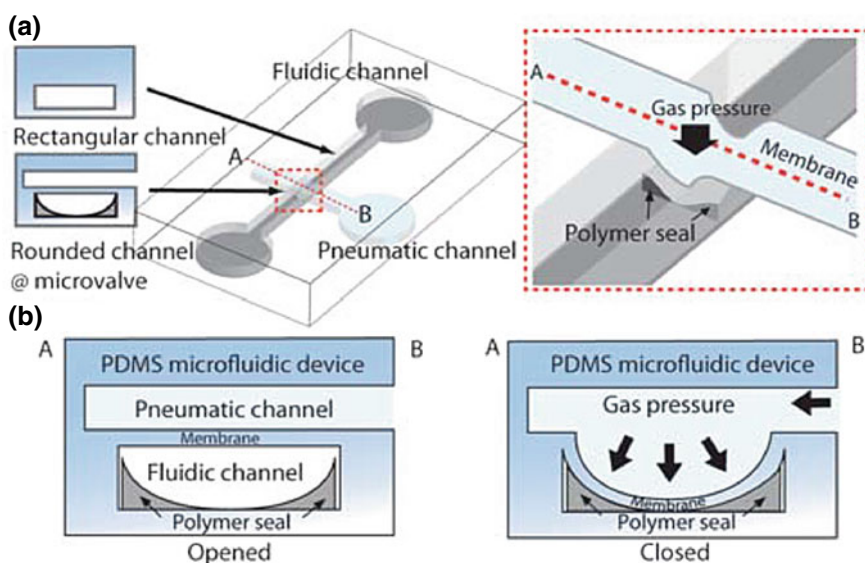 (a)
Fluidic channel
Rectangular channel
A
B
Rounded channel
@ microvalve
Pneumatic channel
A
Gas pressure
Membrane
B
Polymer seal
(b)
A
B
PDMS microfluidic device
Pneumatic channel
Membrane
Fluidic channel
Polymer seal
Opened
A
B
PDMS microfluidic device
Gas pressure
Membrane
Polymer seal
Closed